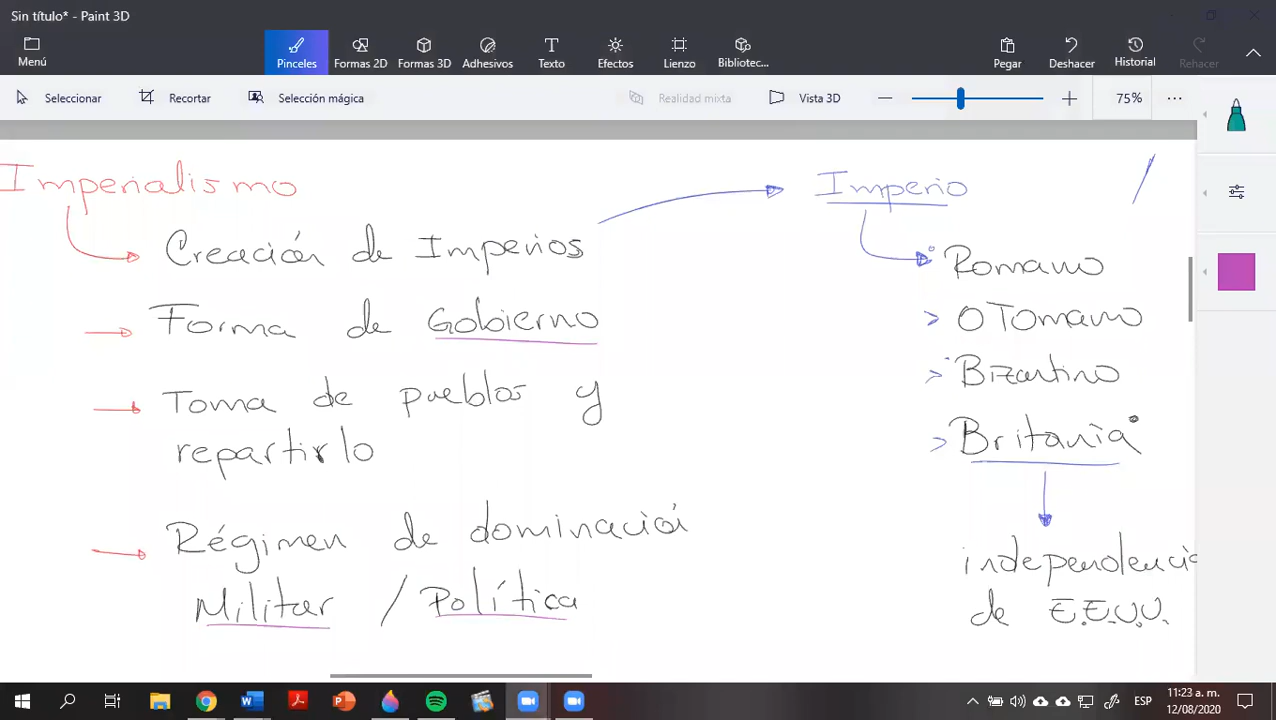 Sin título* - Paint 3D
Menú
Pinceles
Formas 2D
Formas 3D
Adhesivos
Texto
Efectos
Lienzo
Bibliotec...
Pegar
Deshacer
Historial
Rehacer
Seleccionar
Recortar
Selección mágica
Realidad mixta
Vista 3D
75%
Imperialismo
Creación de Imperios
Forma de Gobierno
Toma de pueblos y
repartirlo
Régimen de dominación
Militar / Política
Imperio
Romano
OTomano
Bizantino
Britania
independencia
de E.E.U.U.
ESP
11:23 a. m.
12/08/2020